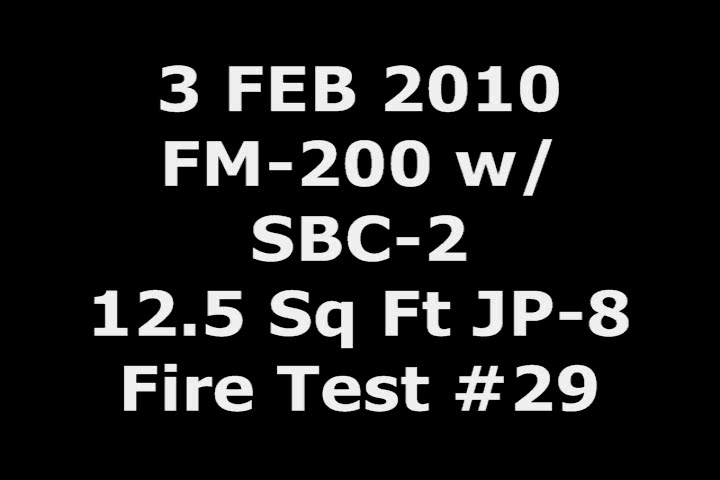 3 FEB 2010
FM-200 w/
SBC-2
12.5 Sq Ft JP-8
Fire Test #29